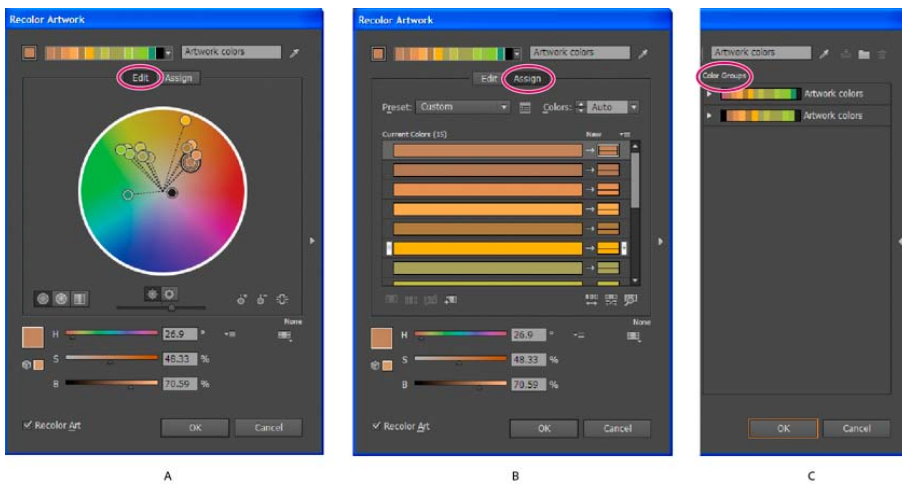 Recolor Artwork
Artwork colors
Edit Assign
H 26.9 °
None
S 48.33 %
B 70.59 %
Recolor Art
OK Cancel
A
Recolor Artwork
Artwork colors
Edit Assign
Preset: Custom Colors: Auto
Current Colors (15) New
H 26.9 °
None
S 48.33 %
B 70.59 %
Recolor Art
OK Cancel
B
Artwork colors
Color Groups
Artwork colors
Artwork colors
OK Cancel
C